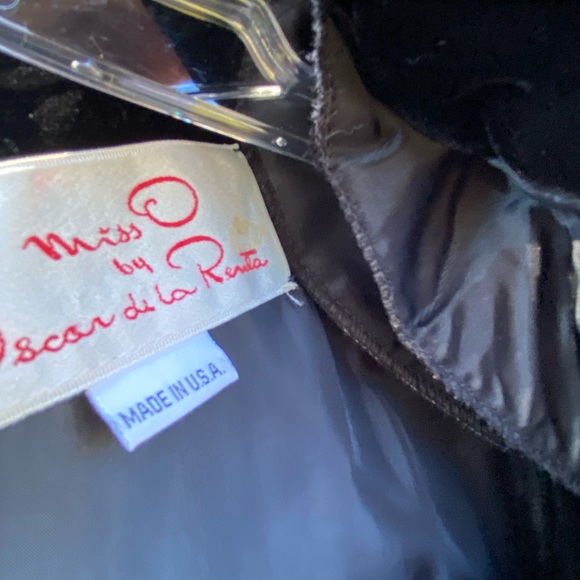 Miss O
by
Oscar de la Renta
MADE IN U.S.A.